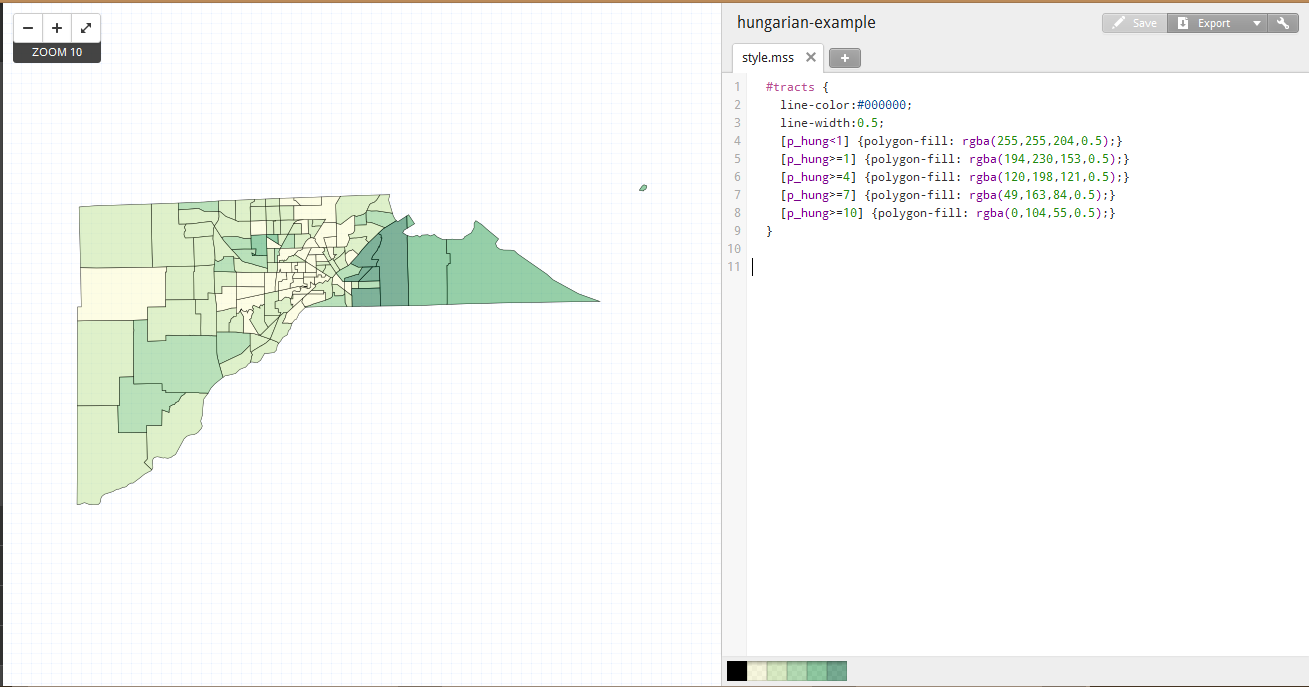 − + ⤢
ZOOM 10
hungarian-example
Save Export
style.mss ✕ +
1 #tracts {
2 line-color:#000000;
3 line-width:0.5;
4 [p_hung<1] {polygon-fill: rgba(255,255,204,0.5);}
5 [p_hung>=1] {polygon-fill: rgba(194,230,153,0.5);}
6 [p_hung>=4] {polygon-fill: rgba(120,198,121,0.5);}
7 [p_hung>=7] {polygon-fill: rgba(49,163,84,0.5);}
8 [p_hung>=10] {polygon-fill: rgba(0,104,55,0.5);}
9 }
10
11